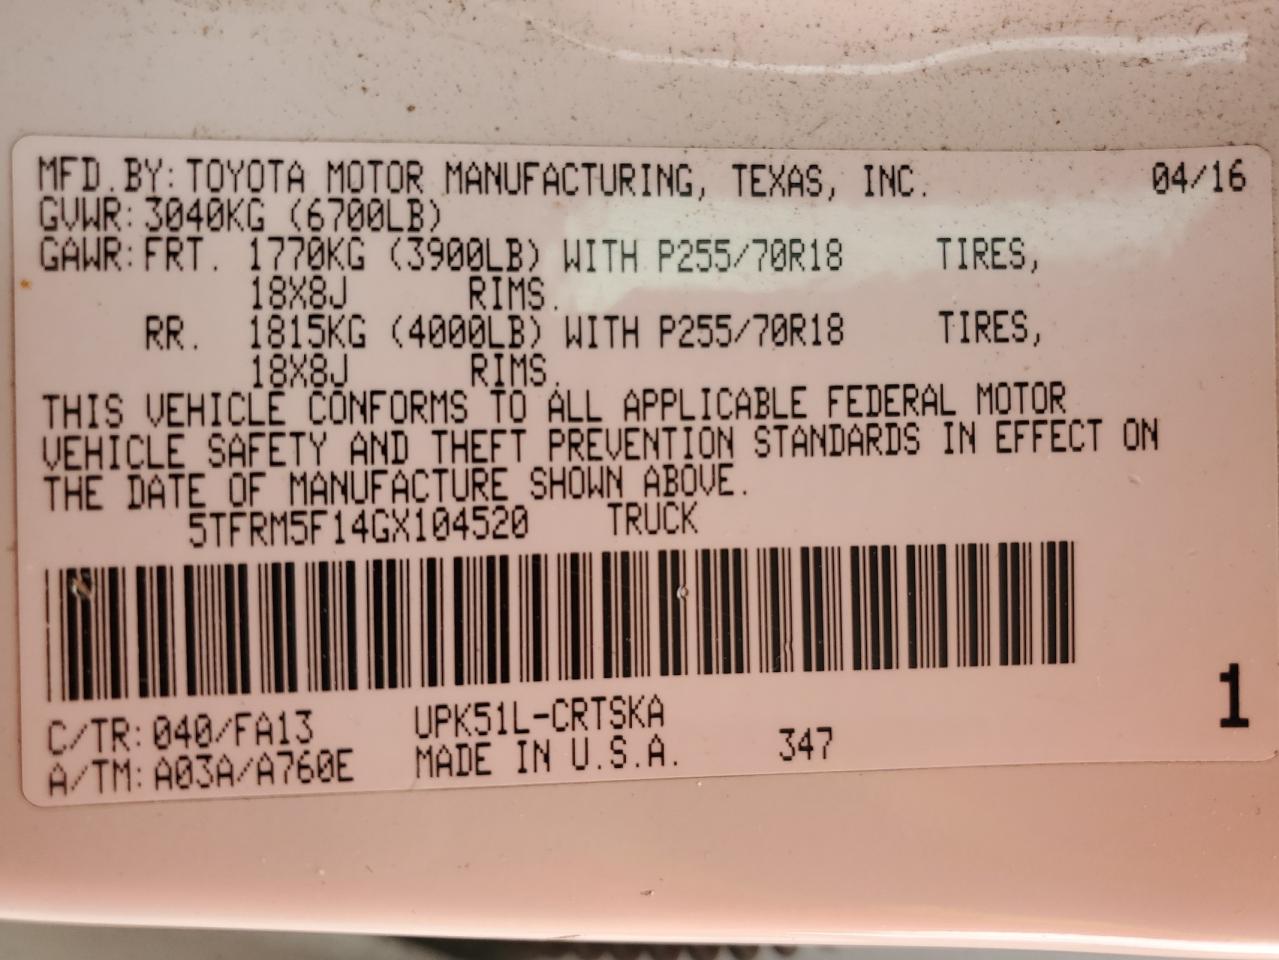 MFD.BY:TOYOTA MOTOR MANUFACTURING, TEXAS, INC. 04/16
GVWR:3040KG (6700LB)
GAWR:FRT. 1770KG (3900LB) WITH P255/70R18 TIRES,
18X8J RIMS.
RR. 1815KG (4000LB) WITH P255/70R18 TIRES,
18X8J RIMS.
THIS VEHICLE CONFORMS TO ALL APPLICABLE FEDERAL MOTOR
VEHICLE SAFETY AND THEFT PREVENTION STANDARDS IN EFFECT ON
THE DATE OF MANUFACTURE SHOWN ABOVE.
5TFRM5F14GX104520 TRUCK
1
C/TR:040/FA13 UPK51L-CRTSKA
A/TM:A03A/A760E MADE IN U.S.A. 347